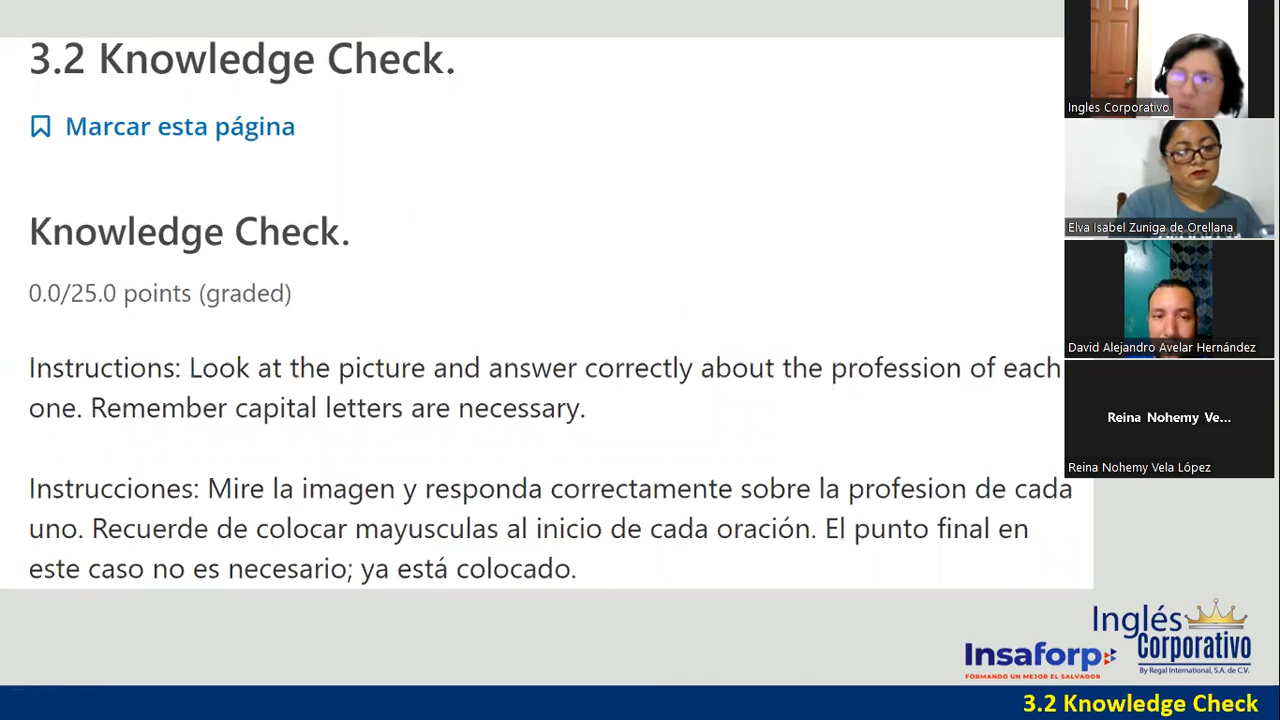 3.2 Knowledge Check.
Marcar esta página
Knowledge Check.
0.0/25.0 points (graded)
Instructions: Look at the picture and answer correctly about the profession of each
one. Remember capital letters are necessary.
Instrucciones: Mire la imagen y responda correctamente sobre la profesion de cada
uno. Recuerde de colocar mayusculas al inicio de cada oración. El punto final en
este caso no es necesario; ya está colocado.
Ingles Corporativo
Elva Isabel Zuniga de Orellana
David Alejandro Avelar Hernández
Reina Nohemy Ve...
Reina Nohemy Vela López
Inglés
Corporativo
By Regal International, S.A. de C.V.
Insaforp
FORMANDO UN MEJOR EL SALVADOR
3.2 Knowledge Check